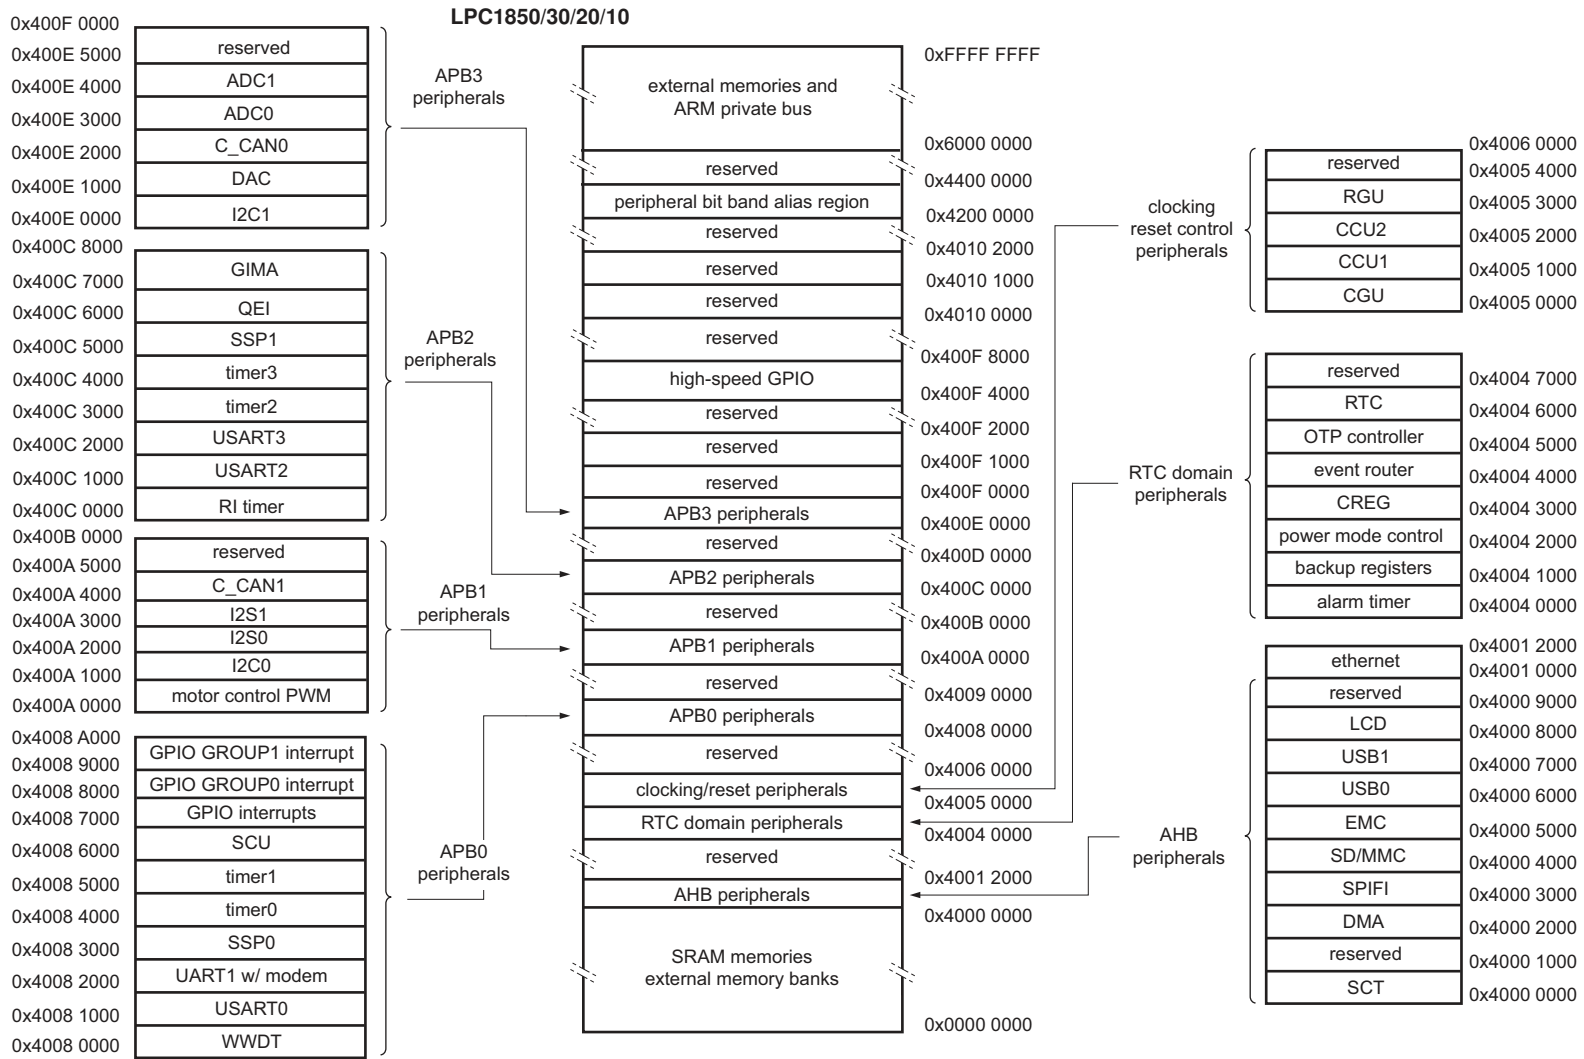 LPC1850/30/20/10
0x400F 0000
reserved
0x400E 5000
ADC1
0x400E 4000
ADC0
0x400E 3000
C_CAN0
0x400E 2000
DAC
0x400E 1000
I2C1
0x400E 0000
APB3
peripherals
0x400C 8000
GIMA
0x400C 7000
QEI
0x400C 6000
SSP1
0x400C 5000
timer3
0x400C 4000
timer2
0x400C 3000
USART3
0x400C 2000
USART2
0x400C 1000
RI timer
0x400C 0000
APB2
peripherals
0x400B 0000
reserved
0x400A 5000
C_CAN1
0x400A 4000
I2S1
0x400A 3000
I2S0
0x400A 2000
I2C0
0x400A 1000
motor control PWM
0x400A 0000
APB1
peripherals
0x4008 A000
GPIO GROUP1 interrupt
0x4008 9000
GPIO GROUP0 interrupt
0x4008 8000
GPIO interrupts
0x4008 7000
SCU
0x4008 6000
timer1
0x4008 5000
timer0
0x4008 4000
SSP0
0x4008 3000
UART1 w/ modem
0x4008 2000
USART0
0x4008 1000
WWDT
0x4008 0000
APB0
peripherals
0xFFFF FFFF
external memories and
ARM private bus
0x6000 0000
reserved
0x4400 0000
peripheral bit band alias region
0x4200 0000
reserved
0x4010 2000
reserved
0x4010 1000
reserved
0x4010 0000
reserved
0x400F 8000
high-speed GPIO
0x400F 4000
reserved
0x400F 2000
reserved
0x400F 1000
reserved
0x400F 0000
APB3 peripherals
0x400E 0000
reserved
0x400D 0000
APB2 peripherals
0x400C 0000
reserved
0x400B 0000
APB1 peripherals
0x400A 0000
reserved
0x4009 0000
APB0 peripherals
0x4008 0000
reserved
0x4006 0000
clocking/reset peripherals
0x4005 0000
RTC domain peripherals
0x4004 0000
reserved
0x4001 2000
AHB peripherals
0x4000 0000
SRAM memories
external memory banks
0x0000 0000
clocking
reset control
peripherals
0x4006 0000
reserved
0x4005 4000
RGU
0x4005 3000
CCU2
0x4005 2000
CCU1
0x4005 1000
CGU
0x4005 0000
RTC domain
peripherals
reserved
0x4004 7000
RTC
0x4004 6000
OTP controller
0x4004 5000
event router
0x4004 4000
CREG
0x4004 3000
power mode control
0x4004 2000
backup registers
0x4004 1000
alarm timer
0x4004 0000
AHB
peripherals
0x4001 2000
ethernet
0x4001 0000
reserved
0x4000 9000
LCD
0x4000 8000
USB1
0x4000 7000
USB0
0x4000 6000
EMC
0x4000 5000
SD/MMC
0x4000 4000
SPIFI
0x4000 3000
DMA
0x4000 2000
reserved
0x4000 1000
SCT
0x4000 0000